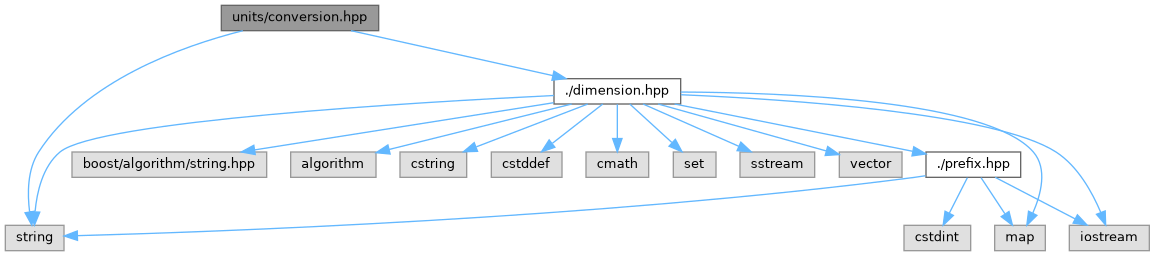 units/conversion.hpp
./dimension.hpp
boost/algorithm/string.hpp
algorithm
cstring
cstddef
cmath
set
sstream
vector
./prefix.hpp
string
cstdint
map
iostream